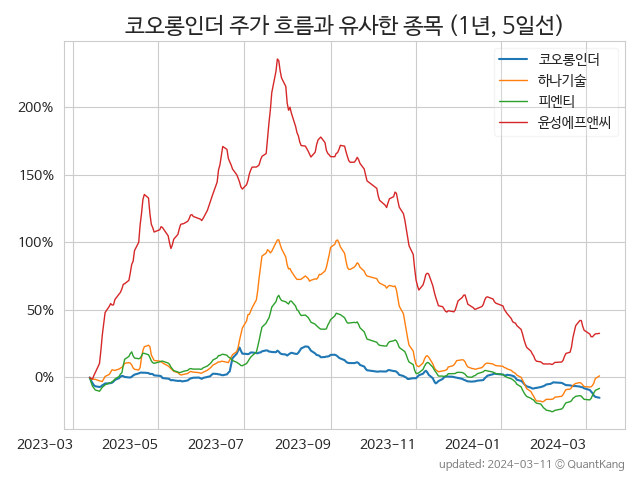 코오롱인더 주가 흐름과 유사한 종목 (1년, 5일선)
코오롱인더
하나기술
피엔티
윤성에프앤씨
200%
150%
100%
50%
0%
2023-03 2023-05 2023-07 2023-09 2023-11 2024-01 2024-03
updated: 2024-03-11 © QuantKang